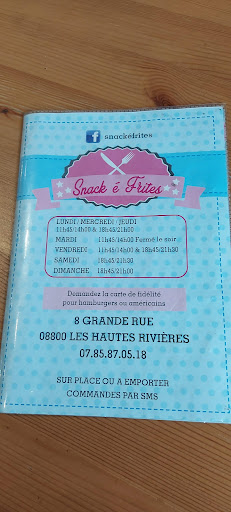 snackéfrites
Snack é Frites
LUNDI / MERCREDI / JEUDI
11h45/14h00 & 18h45/21h00
MARDI 11h45/14h00 Fermé le soir
VENDREDI 11h45/14h00 & 18h45/21h30
SAMEDI 18h45/21h30
DIMANCHE 18h45/21h00
Demandez la carte de fidélité
pour hamburgers ou américains
8 GRANDE RUE
08800 LES HAUTES RIVIÈRES
07.85.87.05.18
SUR PLACE OU A EMPORTER
COMMANDES PAR SMS